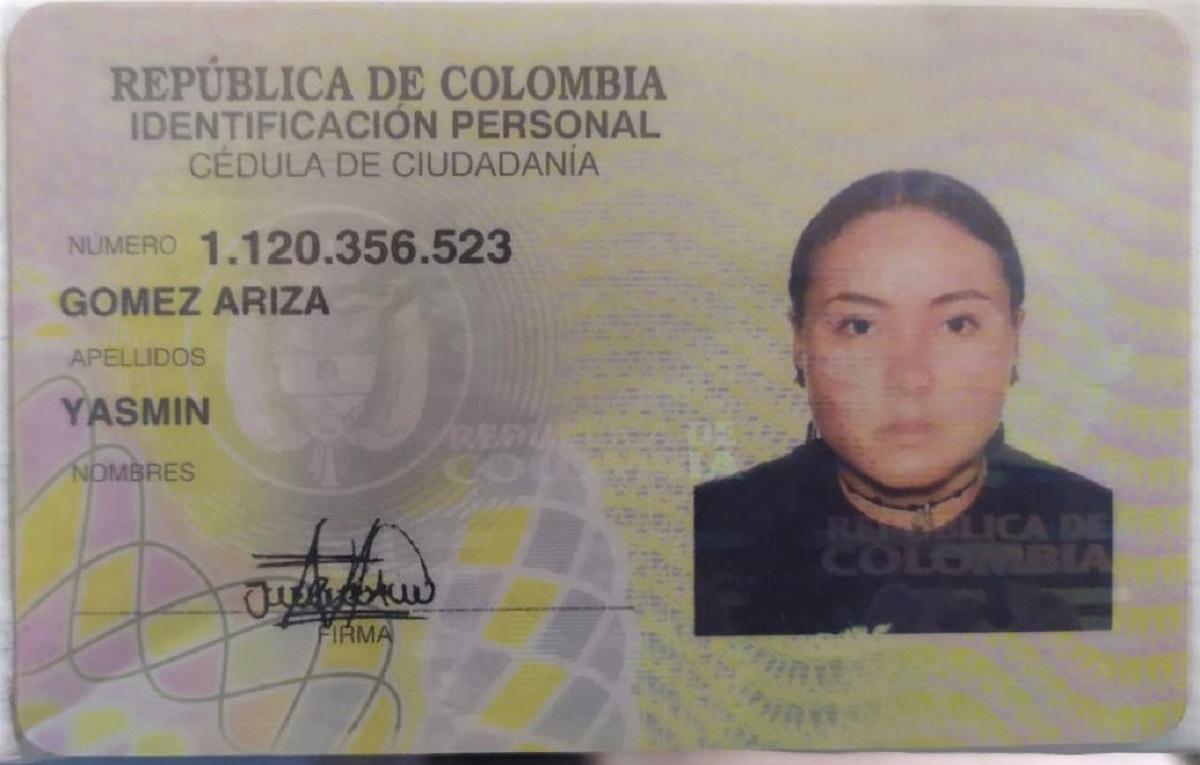 REPÚBLICA DE COLOMBIA
IDENTIFICACIÓN PERSONAL
CÉDULA DE CIUDADANÍA
NÚMERO 1.120.356.523
GOMEZ ARIZA
APELLIDOS
YASMIN
NOMBRES
REPÚBLICA DE
COLOMBIA
FIRMA